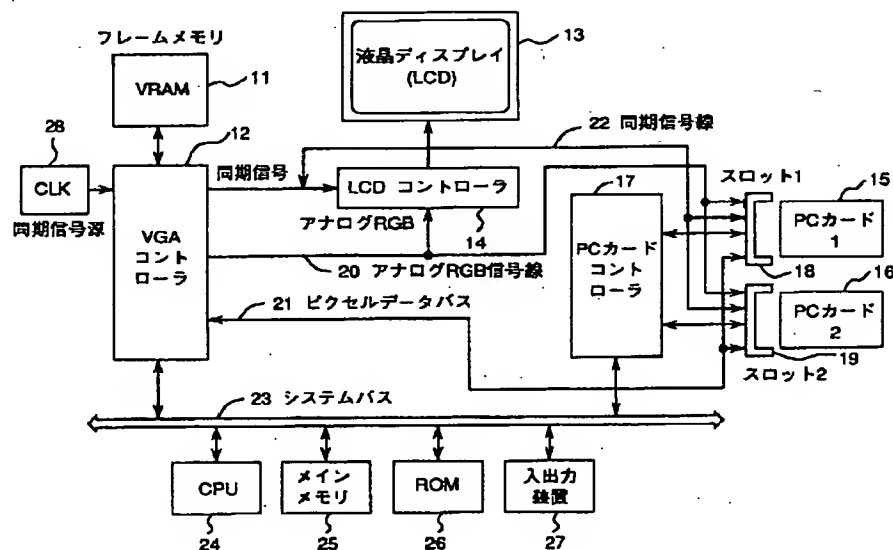 フレームメモリ
VRAM
11
液晶ディスプレイ
(LCD)
13
28
CLK
同期信号源
12
VGA
コント
ローラ
同期信号
22 同期信号線
LCD コントローラ
14
アナログRGB
20 アナログRGB信号線
21 ピクセルデータバス
17
PCカード
コント
ローラ
スロット1
15
PCカード
1
18
16
PCカード
2
19
スロット2
23 システムバス
CPU
24
メイン
メモリ
25
ROM
26
入出力
装置
27